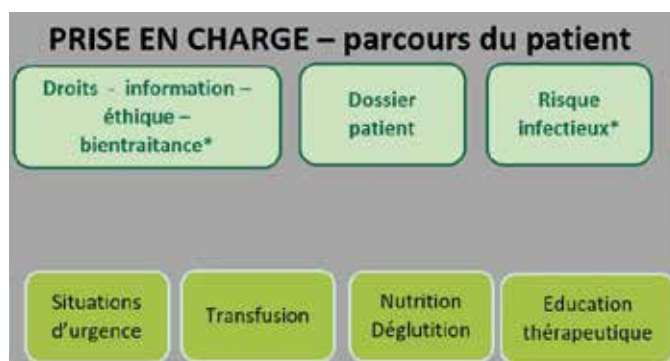 PRISE EN CHARGE – parcours du patient
Droits - information –
éthique –
bientraitance*
Dossier
patient
Risque
infectieux*
Situations
d'urgence
Transfusion
Nutrition
Déglutition
Education
thérapeutique